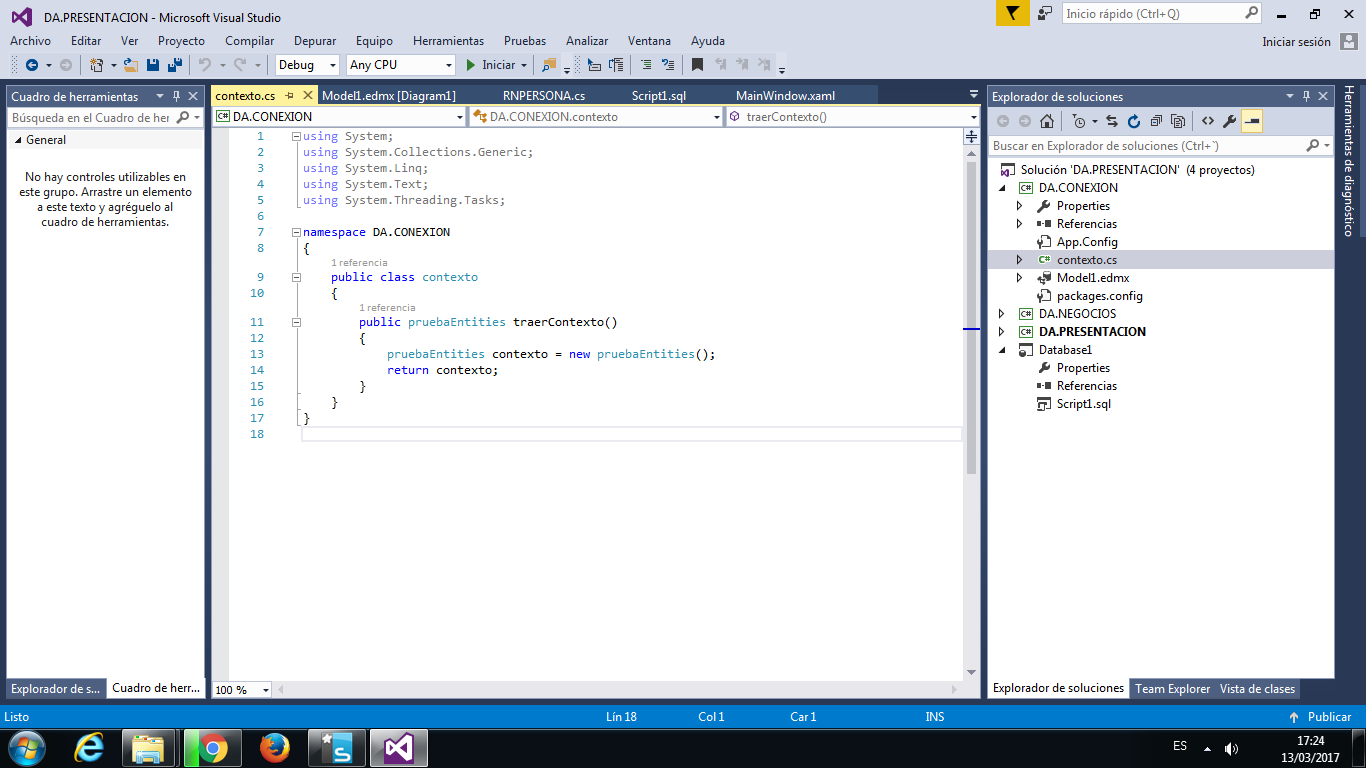 DA.PRESENTACION - Microsoft Visual Studio
Inicio rápido (Ctrl+Q)
Archivo Editar Ver Proyecto Compilar Depurar Equipo Herramientas Pruebas Analizar Ventana Ayuda
Iniciar sesión
Debug Any CPU Iniciar
Cuadro de herramientas
Búsqueda en el Cuadro de her
General
No hay controles utilizables en
este grupo. Arrastre un elemento
a este texto y agréguelo al
cuadro de herramientas.
Explorador de s... Cuadro de herr...
contexto.cs Model1.edmx [Diagram1] RNPERSONA.cs Script1.sql MainWindow.xaml
DA.CONEXION DA.CONEXION.contexto traerContexto()
1 using System;
2 using System.Collections.Generic;
3 using System.Linq;
4 using System.Text;
5 using System.Threading.Tasks;
6
7 namespace DA.CONEXION
8 {
1 referencia
9 public class contexto
10 {
1 referencia
11 public pruebaEntities traerContexto()
12 {
13 pruebaEntities contexto = new pruebaEntities();
14 return contexto;
15 }
16 }
17 }
18
100 %
Explorador de soluciones
Buscar en Explorador de soluciones (Ctrl+`)
Solución 'DA.PRESENTACION' (4 proyectos)
DA.CONEXION
Properties
Referencias
App.Config
contexto.cs
Model1.edmx
packages.config
DA.NEGOCIOS
DA.PRESENTACION
Database1
Properties
Referencias
Script1.sql
Explorador de soluciones Team Explorer Vista de clases
Herramientas de diagnóstico
Listo Lín 18 Col 1 Car 1 INS Publicar
ES
17:24
13/03/2017